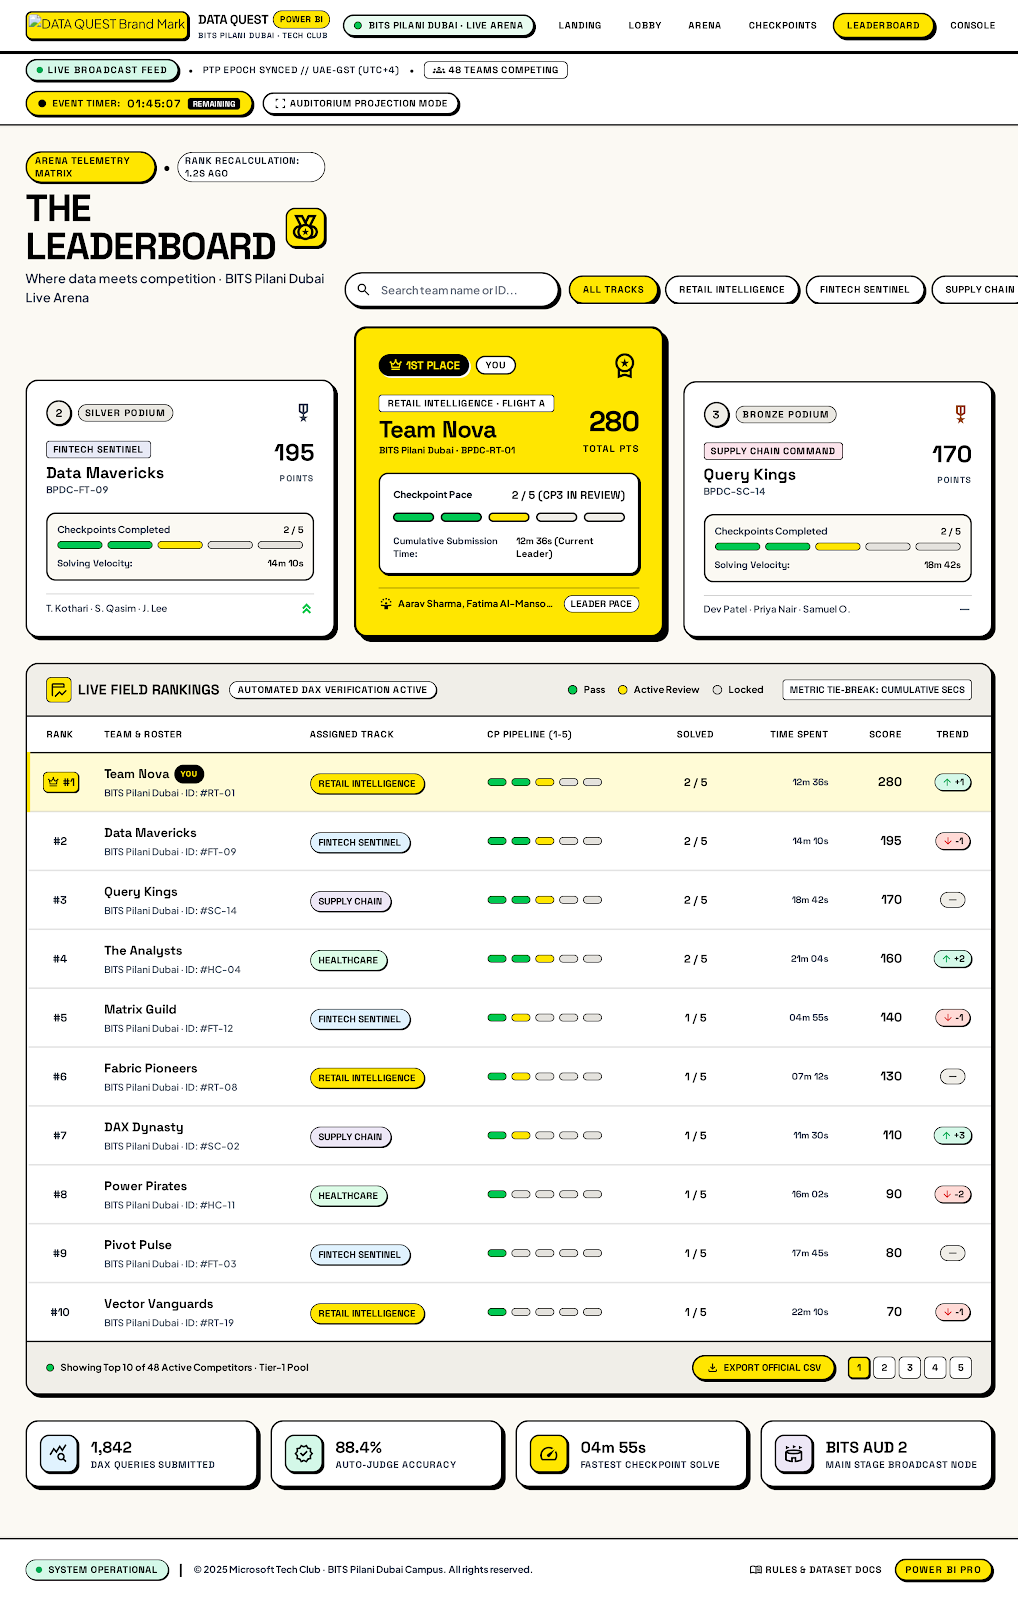 DATA QUEST Brand Mark
DATA QUEST POWER BI
BITS PILANI DUBAI · TECH CLUB
BITS PILANI DUBAI · LIVE ARENA
LANDING LOBBY ARENA CHECKPOINTS LEADERBOARD CONSOLE
LIVE BROADCAST FEED • PTP EPOCH SYNCED // UAE-GST (UTC+4) • 48 TEAMS COMPETING
EVENT TIMER: 01:45:07 REMAINING AUDITORIUM PROJECTION MODE
ARENA TELEMETRY
MATRIX
• RANK RECALCULATION:
1.2S AGO
THE
LEADERBOARD
Where data meets competition · BITS Pilani Dubai
Live Arena
Search team name or ID...
ALL TRACKS RETAIL INTELLIGENCE FINTECH SENTINEL SUPPLY CHAIN
2 SILVER PODIUM
FINTECH SENTINEL
Data Mavericks
BPDC-FT-09
195
POINTS
Checkpoints Completed 2 / 5
Solving Velocity: 14m 10s
T. Kothari · S. Qasim · J. Lee
1ST PLACE YOU
RETAIL INTELLIGENCE · FLIGHT A
Team Nova
BITS Pilani Dubai · BPDC-RT-01
280
TOTAL PTS
Checkpoint Pace 2 / 5 (CP3 IN REVIEW)
Cumulative Submission
Time:
12m 36s (Current
Leader)
Aarav Sharma, Fatima Al-Manso... LEADER PACE
3 BRONZE PODIUM
SUPPLY CHAIN COMMAND
Query Kings
BPDC-SC-14
170
POINTS
Checkpoints Completed 2 / 5
Solving Velocity: 18m 42s
Dev Patel · Priya Nair · Samuel O. —
LIVE FIELD RANKINGS AUTOMATED DAX VERIFICATION ACTIVE Pass Active Review Locked METRIC TIE-BREAK: CUMULATIVE SECS
RANK TEAM & ROSTER ASSIGNED TRACK CP PIPELINE (1-5) SOLVED TIME SPENT SCORE TREND
#1 Team Nova YOU
BITS Pilani Dubai · ID: #RT-01
RETAIL INTELLIGENCE 2 / 5 12m 36s 280 ↑ +1
#2 Data Mavericks
BITS Pilani Dubai · ID: #FT-09
FINTECH SENTINEL 2 / 5 14m 10s 195 ↓ -1
#3 Query Kings
BITS Pilani Dubai · ID: #SC-14
SUPPLY CHAIN 2 / 5 18m 42s 170 —
#4 The Analysts
BITS Pilani Dubai · ID: #HC-04
HEALTHCARE 2 / 5 21m 04s 160 ↑ +2
#5 Matrix Guild
BITS Pilani Dubai · ID: #FT-12
FINTECH SENTINEL 1 / 5 04m 55s 140 ↓ -1
#6 Fabric Pioneers
BITS Pilani Dubai · ID: #RT-08
RETAIL INTELLIGENCE 1 / 5 07m 12s 130 —
#7 DAX Dynasty
BITS Pilani Dubai · ID: #SC-02
SUPPLY CHAIN 1 / 5 11m 30s 110 ↑ +3
#8 Power Pirates
BITS Pilani Dubai · ID: #HC-11
HEALTHCARE 1 / 5 16m 02s 90 ↓ -2
#9 Pivot Pulse
BITS Pilani Dubai · ID: #FT-03
FINTECH SENTINEL 1 / 5 17m 45s 80 —
#10 Vector Vanguards
BITS Pilani Dubai · ID: #RT-19
RETAIL INTELLIGENCE 1 / 5 22m 10s 70 ↓ -1
Showing Top 10 of 48 Active Competitors · Tier-1 Pool EXPORT OFFICIAL CSV 1 2 3 4 5
1,842
DAX QUERIES SUBMITTED
88.4%
AUTO-JUDGE ACCURACY
04m 55s
FASTEST CHECKPOINT SOLVE
BITS AUD 2
MAIN STAGE BROADCAST NODE
SYSTEM OPERATIONAL | © 2025 Microsoft Tech Club · BITS Pilani Dubai Campus. All rights reserved. RULES & DATASET DOCS POWER BI PRO